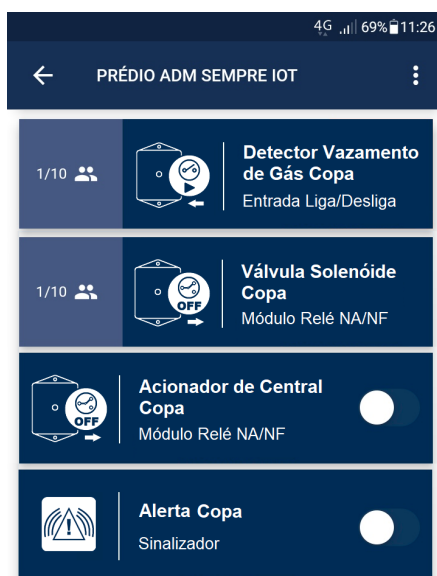 4G 69% 11:26
PRÉDIO ADM SEMPRE IOT
1/10
Detector Vazamento
de Gás Copa
Entrada Liga/Desliga
1/10
OFF
Válvula Solenóide
Copa
Módulo Relé NA/NF
OFF
Acionador de Central
Copa
Módulo Relé NA/NF
Alerta Copa
Sinalizador